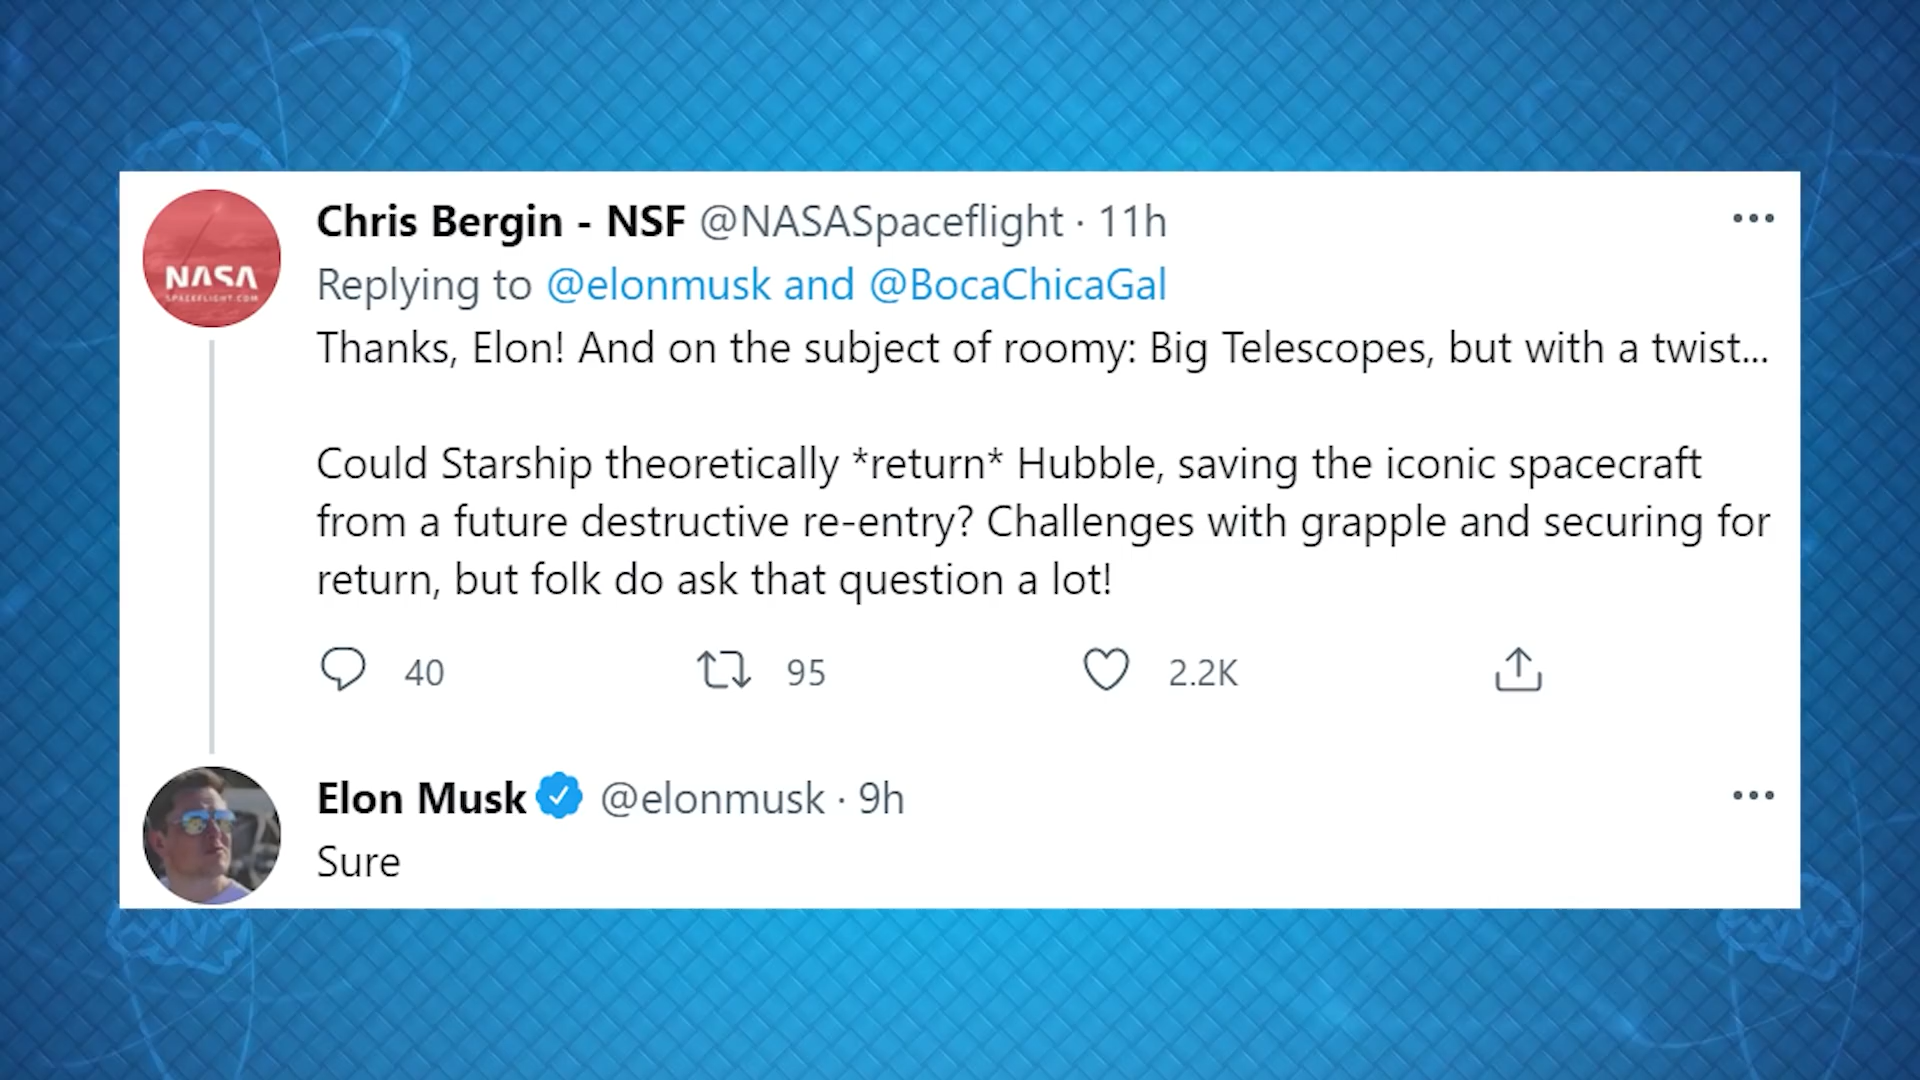 Chris Bergin - NSF @NASASpaceflight · 11h
NASA
SPACEFLIGHT.COM
Replying to @elonmusk and @BocaChicaGal
Thanks, Elon! And on the subject of roomy: Big Telescopes, but with a twist...
Could Starship theoretically *return* Hubble, saving the iconic spacecraft
from a future destructive re-entry? Challenges with grapple and securing for
return, but folk do ask that question a lot!
40 95 2.2K
Elon Musk @elonmusk · 9h
Sure